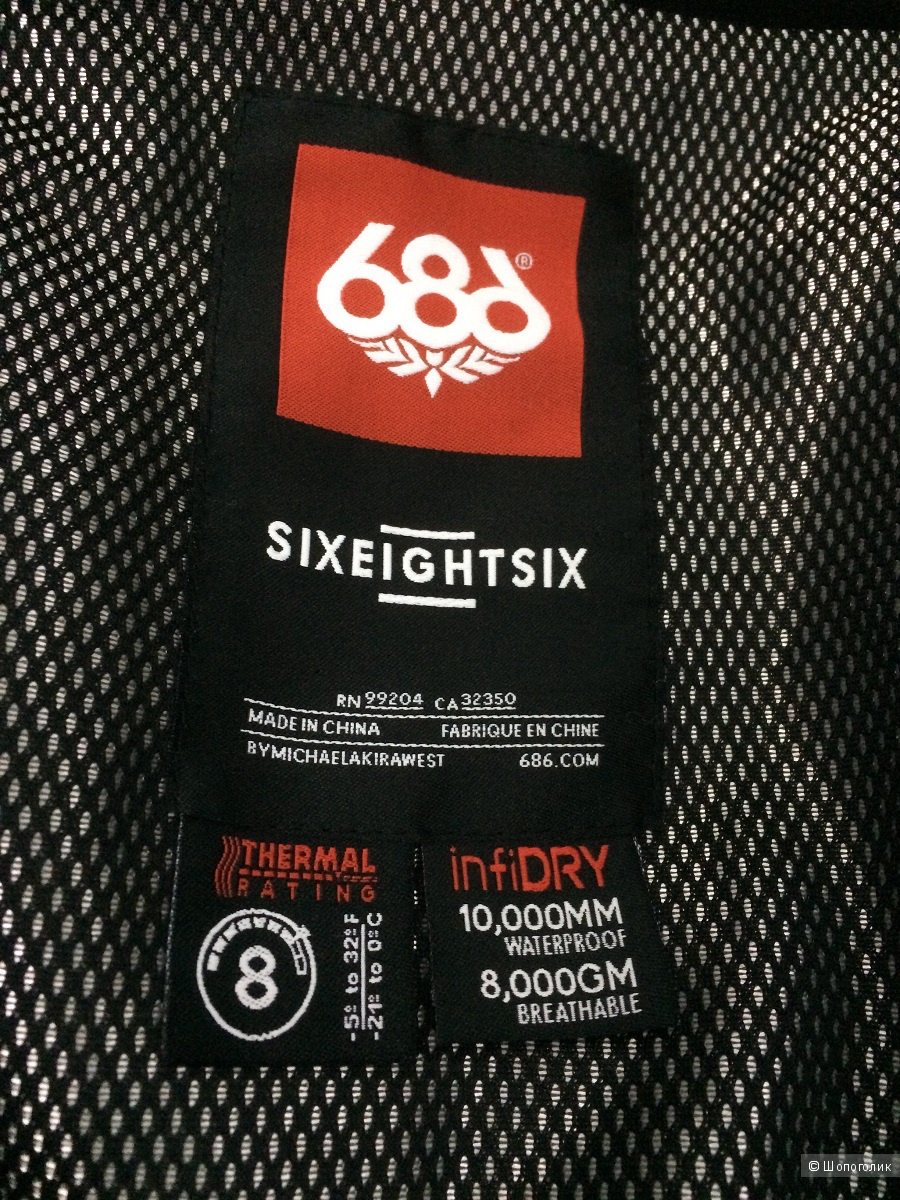 686®
SIXEIGHTSIX
RN 99204 CA 32350
MADE IN CHINA FABRIQUE EN CHINE
BYMICHAELAKIRAWEST 686.COM
THERMAL
RATING
8
-5° to 32°F
-21° to 0°C
infiDRY
10,000MM
WATERPROOF
8,000GM
BREATHABLE
© Шопоголик